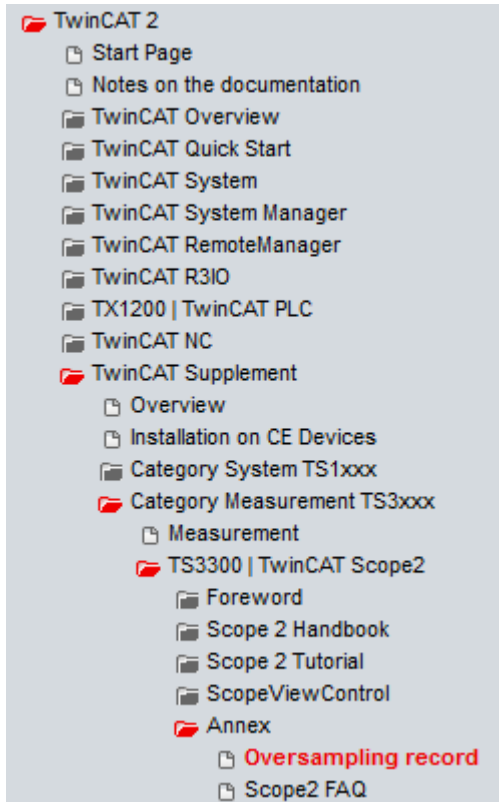 TwinCAT 2
Start Page
Notes on the documentation
TwinCAT Overview
TwinCAT Quick Start
TwinCAT System
TwinCAT System Manager
TwinCAT RemoteManager
TwinCAT R3IO
TX1200 | TwinCAT PLC
TwinCAT NC
TwinCAT Supplement
Overview
Installation on CE Devices
Category System TS1xxx
Category Measurement TS3xxx
Measurement
TS3300 | TwinCAT Scope2
Foreword
Scope 2 Handbook
Scope 2 Tutorial
ScopeViewControl
Annex
Oversampling record
Scope2 FAQ